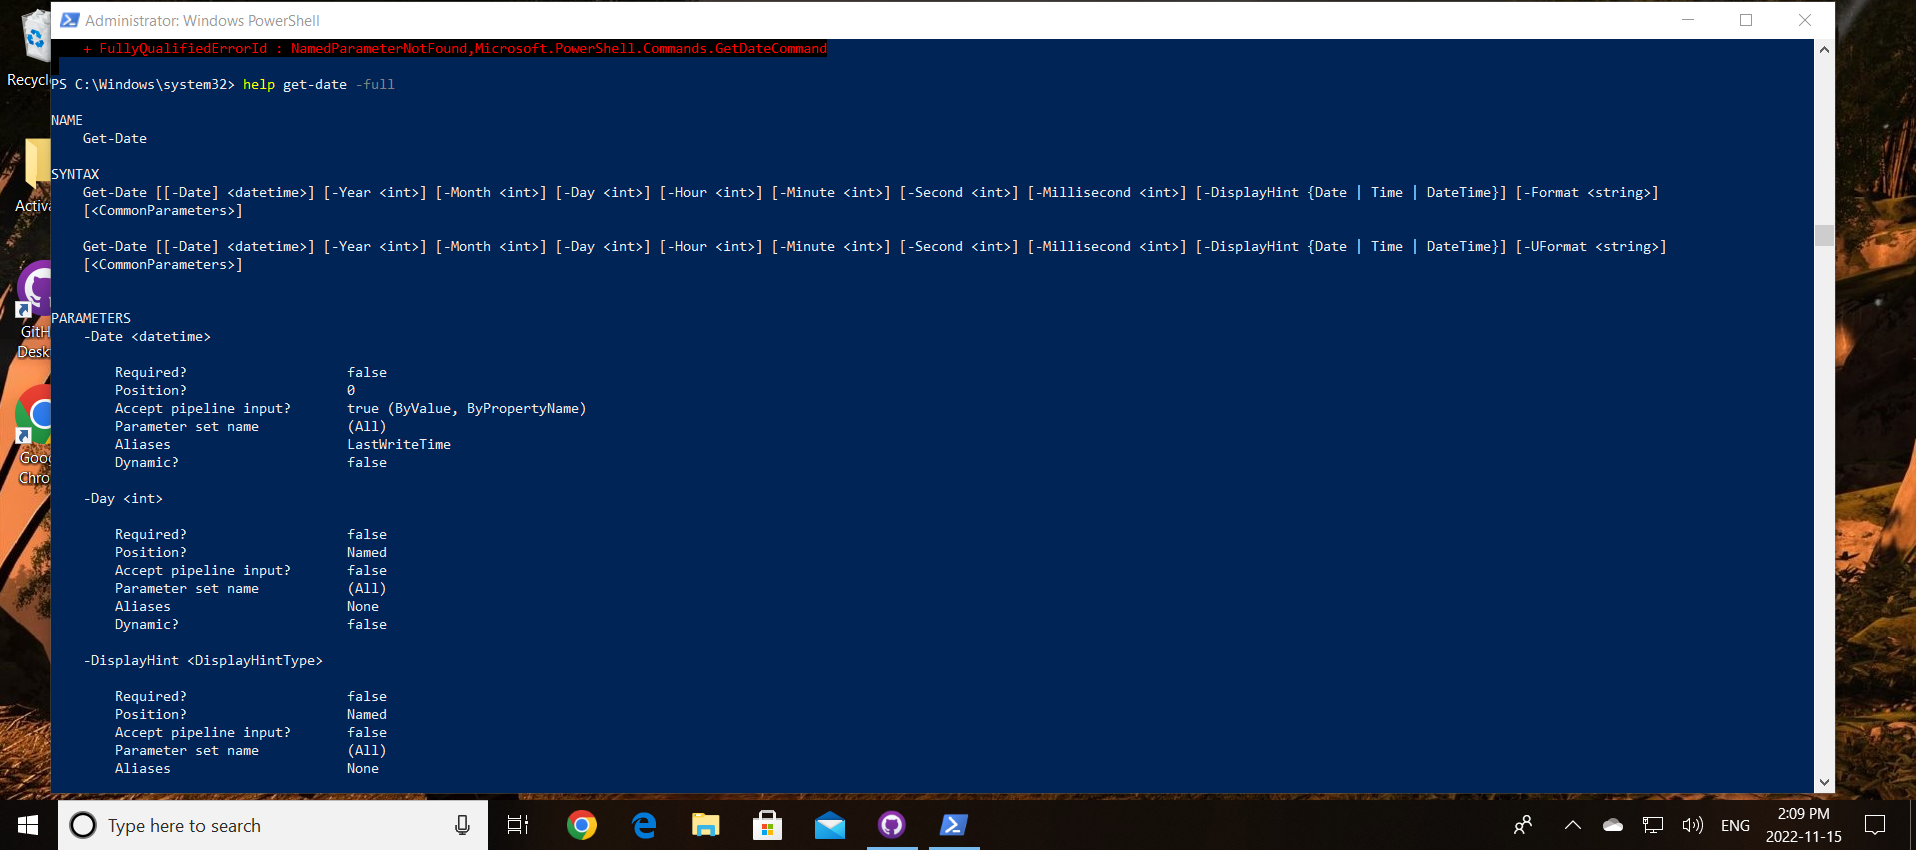 Administrator: Windows PowerShell
+ FullyQualifiedErrorId : NamedParameterNotFound,Microsoft.PowerShell.Commands.GetDateCommand
PS C:\Windows\system32> help get-date -full
NAME
Get-Date
SYNTAX
Get-Date [[-Date] <datetime>] [-Year <int>] [-Month <int>] [-Day <int>] [-Hour <int>] [-Minute <int>] [-Second <int>] [-Millisecond <int>] [-DisplayHint {Date | Time | DateTime}] [-Format <string>]
[<CommonParameters>]
Get-Date [[-Date] <datetime>] [-Year <int>] [-Month <int>] [-Day <int>] [-Hour <int>] [-Minute <int>] [-Second <int>] [-Millisecond <int>] [-DisplayHint {Date | Time | DateTime}] [-UFormat <string>]
[<CommonParameters>]
PARAMETERS
-Date <datetime>
Required? false
Position? 0
Accept pipeline input? true (ByValue, ByPropertyName)
Parameter set name (All)
Aliases LastWriteTime
Dynamic? false
-Day <int>
Required? false
Position? Named
Accept pipeline input? false
Parameter set name (All)
Aliases None
Dynamic? false
-DisplayHint <DisplayHintType>
Required? false
Position? Named
Accept pipeline input? false
Parameter set name (All)
Aliases None
Recycl
Activa
GitH
Desk
Goo
Chro
Type here to search
ENG
2:09 PM
2022-11-15